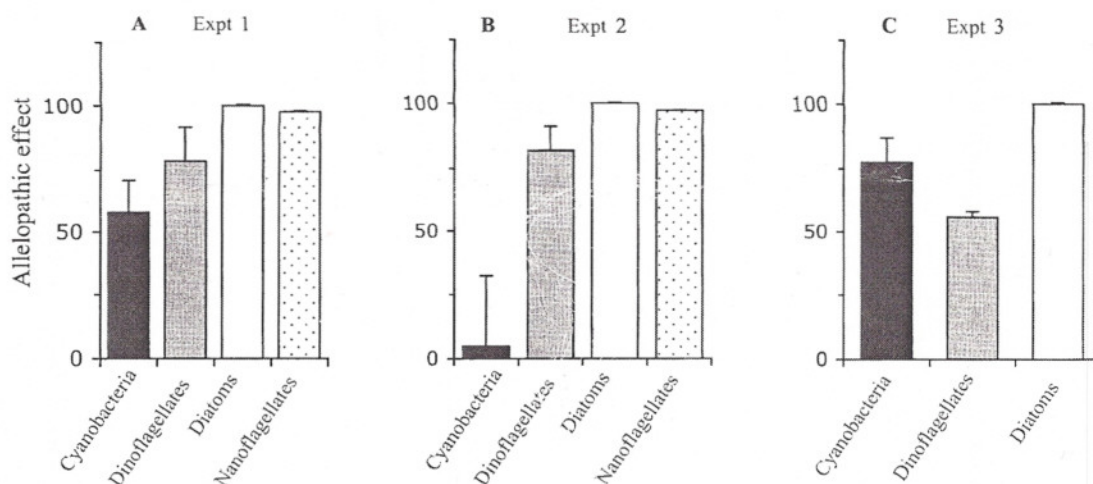 A Expt 1
B Expt 2
C Expt 3
Allelopathic effect
100
50
0
Cyanobacteria
Dinoflagellates
Diatoms
Nanoflagellates
100
50
0
Cyanobacteria
Dinoflagellates
Diatoms
Nanoflagellates
100
50
0
Cyanobacteria
Dinoflagellates
Diatoms